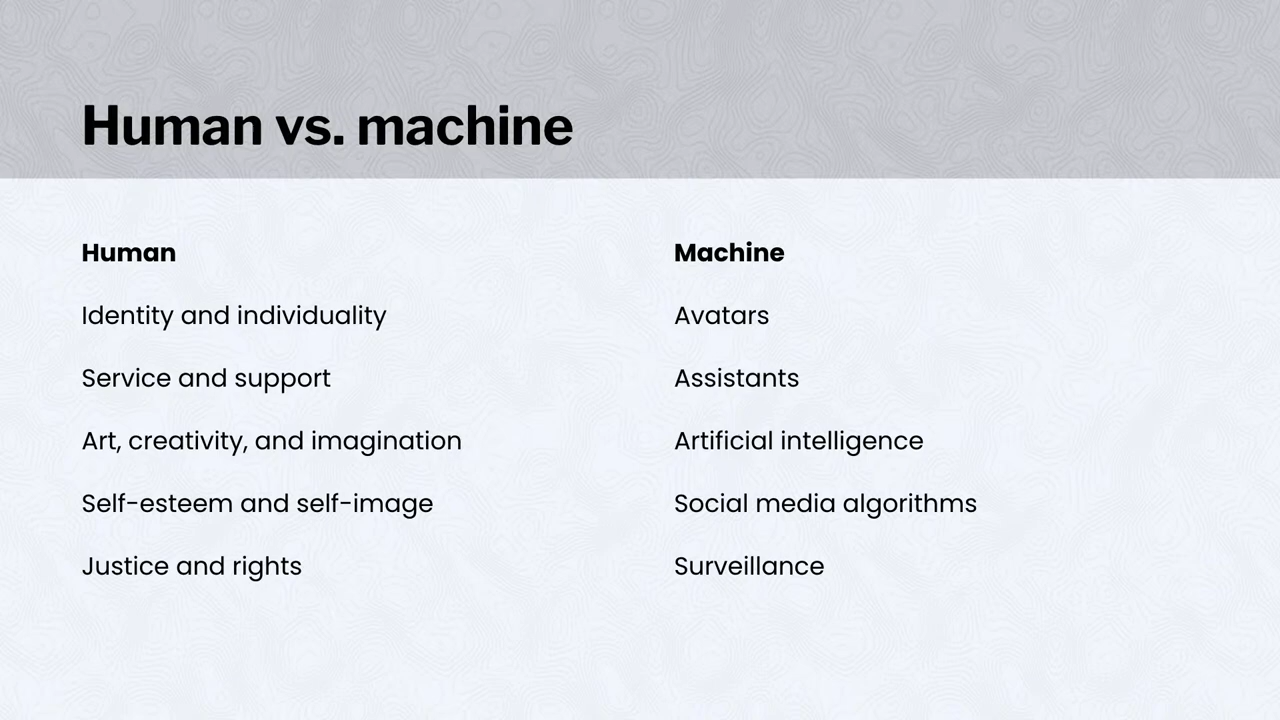 Human vs. machine
Human
Identity and individuality
Service and support
Art, creativity, and imagination
Self-esteem and self-image
Justice and rights
Machine
Avatars
Assistants
Artificial intelligence
Social media algorithms
Surveillance